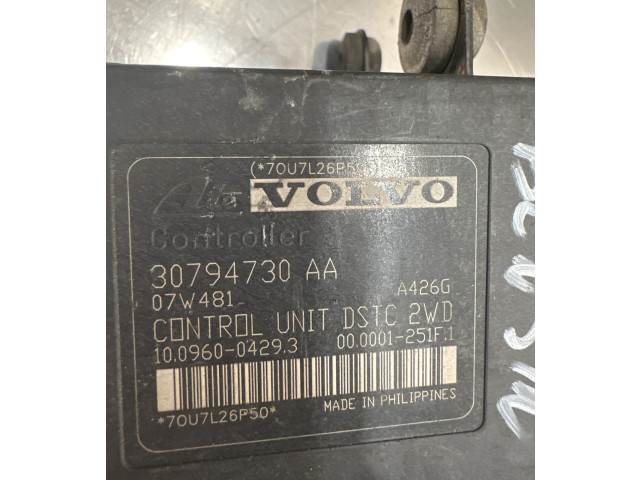 (*70U7L26P50*)
Ate VOLVO
Controller
30794730 AA
07W481 A426G
CONTROL UNIT DSTC 2WD
10.0960-0429.3 00.0001-251F.1
*70U7L26P50*
MADE IN PHILIPPINES